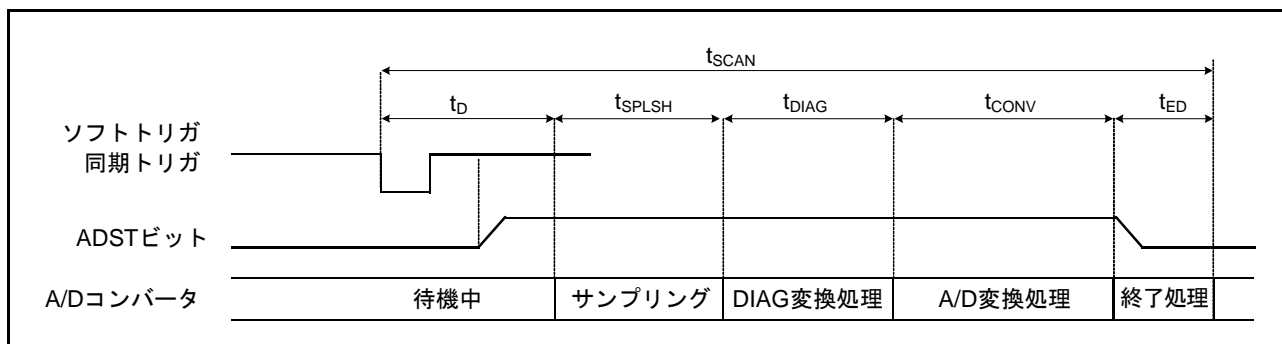 tSCAN
tD
tSPLSH
tDIAG
tCONV
tED
ソフトトリガ
同期トリガ
ADSTビット
A/Dコンバータ
待機中
サンプリング
DIAG変換処理
A/D変換処理
終了処理